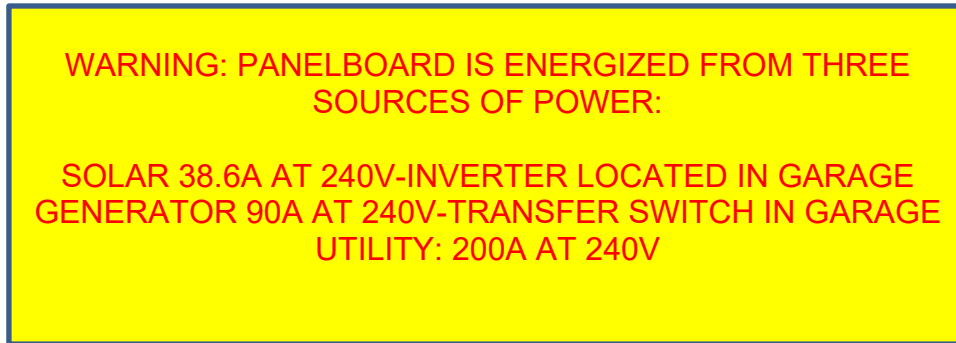 WARNING: PANELBOARD IS ENERGIZED FROM THREE
SOURCES OF POWER:
SOLAR 38.6A AT 240V-INVERTER LOCATED IN GARAGE
GENERATOR 90A AT 240V-TRANSFER SWITCH IN GARAGE
UTILITY: 200A AT 240V